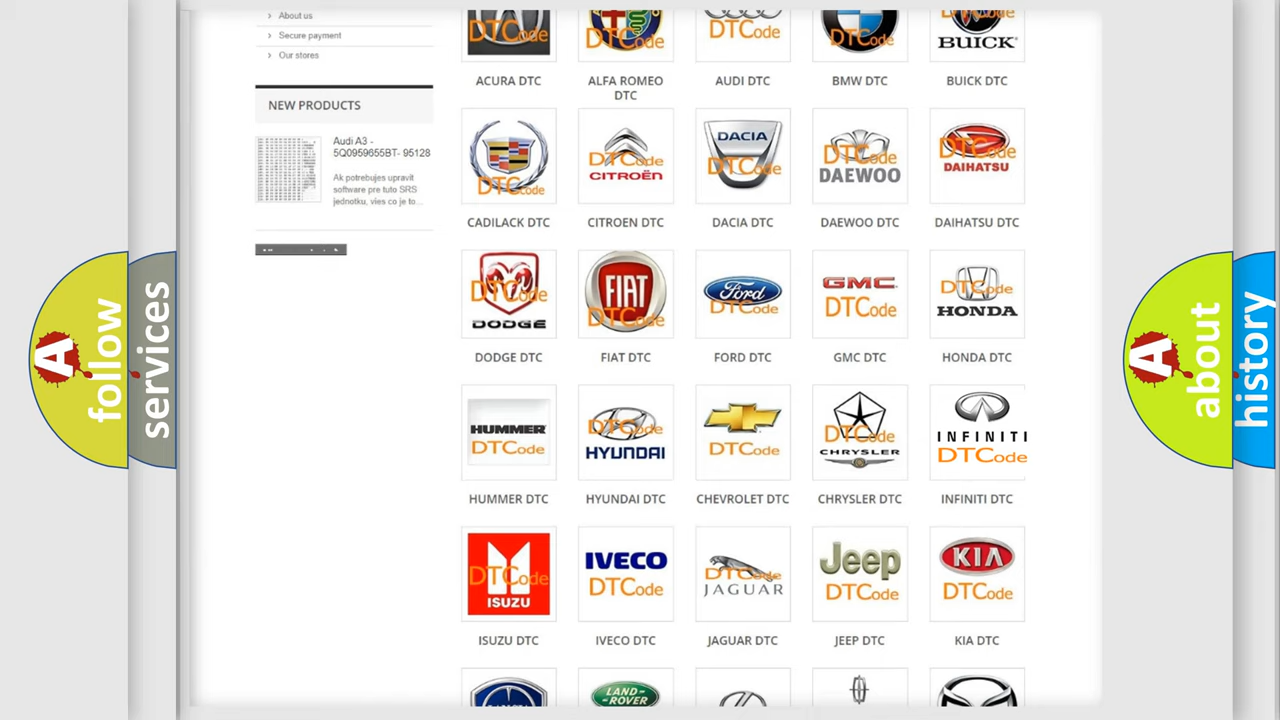 About us
Secure payment
Our stores
NEW PRODUCTS
Audi A3 -
5Q0959655BT- 95128
Ak potrebujes upravit
software pre tuto SRS
jednotku, vies co je to...
DTCode
DTCode
DTCode
DTCode
DTCode
BUICK
ACURA DTC
ALFA ROMEO
DTC
AUDI DTC
BMW DTC
BUICK DTC
DTCode
DTCode
CITROËN
DACIA
DTCode
DTCode
DAEWOO
DTCode
DAIHATSU
CADILACK DTC
CITROEN DTC
DACIA DTC
DAEWOO DTC
DAIHATSU DTC
DTCode
DODGE
FIAT
DTCode
Ford
DTCode
GMC
DTCode
DTCode
HONDA
DODGE DTC
FIAT DTC
FORD DTC
GMC DTC
HONDA DTC
HUMMER
DTCode
DTCode
HYUNDAI
DTCode
DTCode
CHRYSLER
INFINITI
DTCode
HUMMER DTC
HYUNDAI DTC
CHEVROLET DTC
CHRYSLER DTC
INFINITI DTC
DTCode
ISUZU
IVECO
DTCode
DTCode
JAGUAR
Jeep
DTCode
KIA
DTCode
ISUZU DTC
IVECO DTC
JAGUAR DTC
JEEP DTC
KIA DTC
LAND-
ROVER
A
follow
services
A
about
history